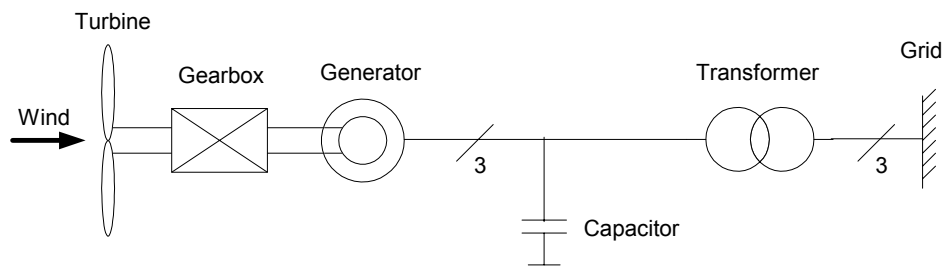 Turbine
Wind
Gearbox
Generator
3
Capacitor
Transformer
3
Grid